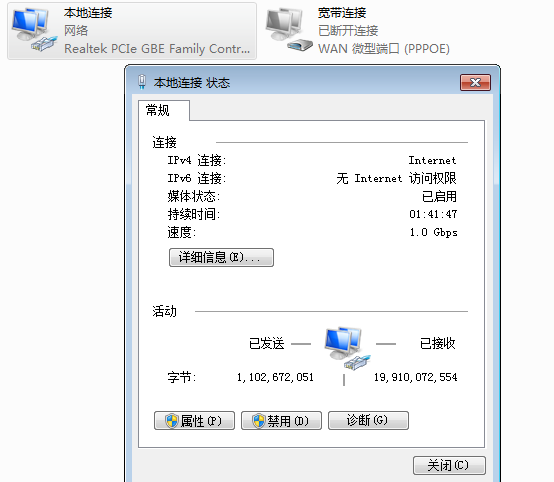 本地连接
网络
Realtek PCIe GBE Family Contr...
宽带连接
已断开连接
WAN 微型端口 (PPPOE)
本地连接 状态
常规
连接
IPv4 连接: Internet
IPv6 连接: 无 Internet 访问权限
媒体状态: 已启用
持续时间: 01:41:47
速度: 1.0 Gbps
详细信息(E)...
活动
已发送 — — 已接收
字节: 1,102,672,051 | 19,910,072,554
属性(P) 禁用(D) 诊断(G)
关闭(C)